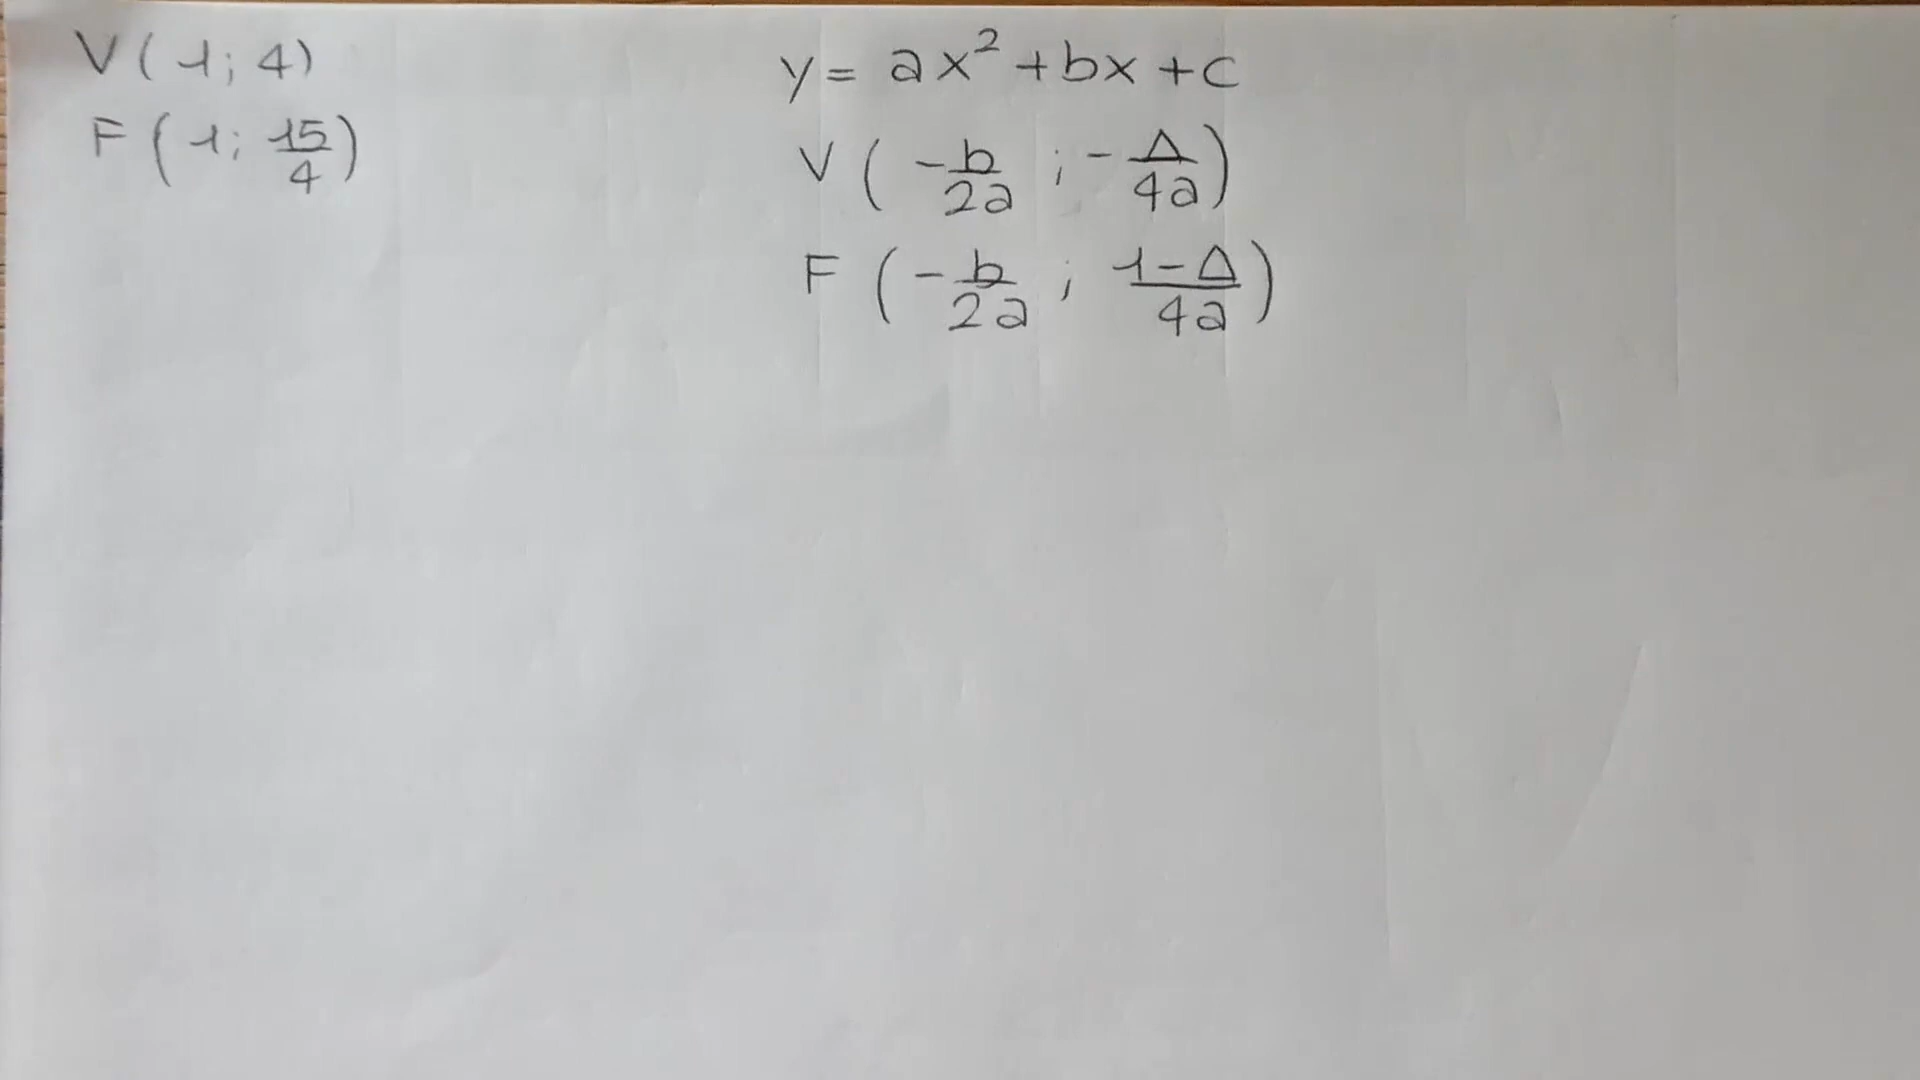 V(1; 4)
F(1; 15/4)
y = ax² + bx + c
V(-b/2a ; -Δ/4a)
F(-b/2a ; 1-Δ/4a)